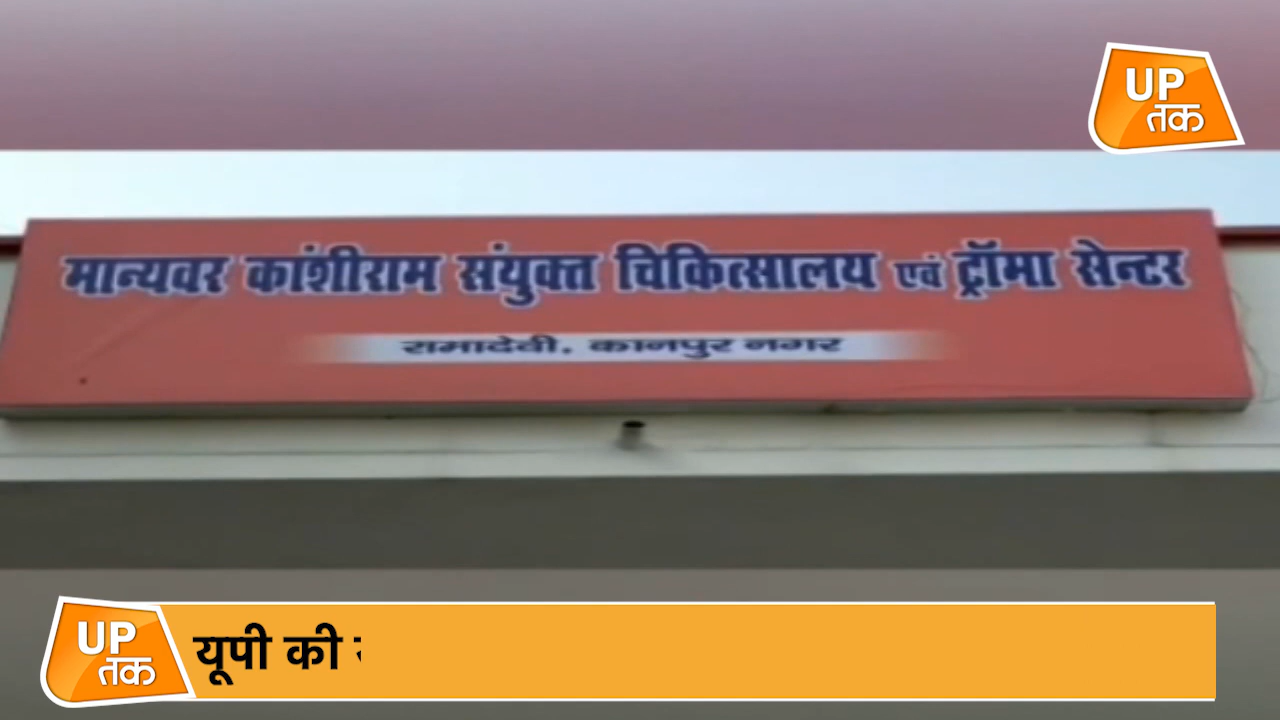 UP
तक
मान्यवर कांशीराम संयुक्त चिकित्सालय एवं ट्रॉमा सेन्टर
रामादेवी, कानपुर नगर
UP
तक
यूपी की